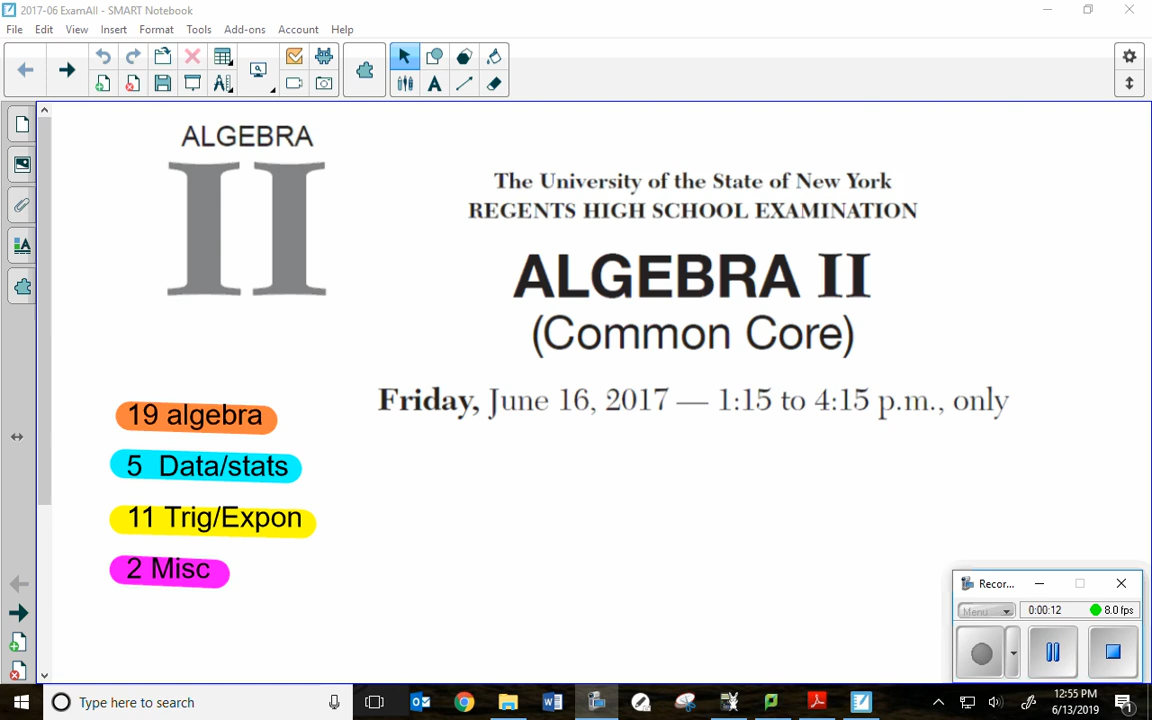 2017-06 ExamAll - SMART Notebook
File Edit View Insert Format Tools Add-ons Account Help
ALGEBRA
II
The University of the State of New York
REGENTS HIGH SCHOOL EXAMINATION
ALGEBRA II
(Common Core)
Friday, June 16, 2017 — 1:15 to 4:15 p.m., only
19 algebra
5 Data/stats
11 Trig/Expon
2 Misc
Recor...
Menu 0:00:12 8.0 fps
Type here to search
12:55 PM
6/13/2019
1